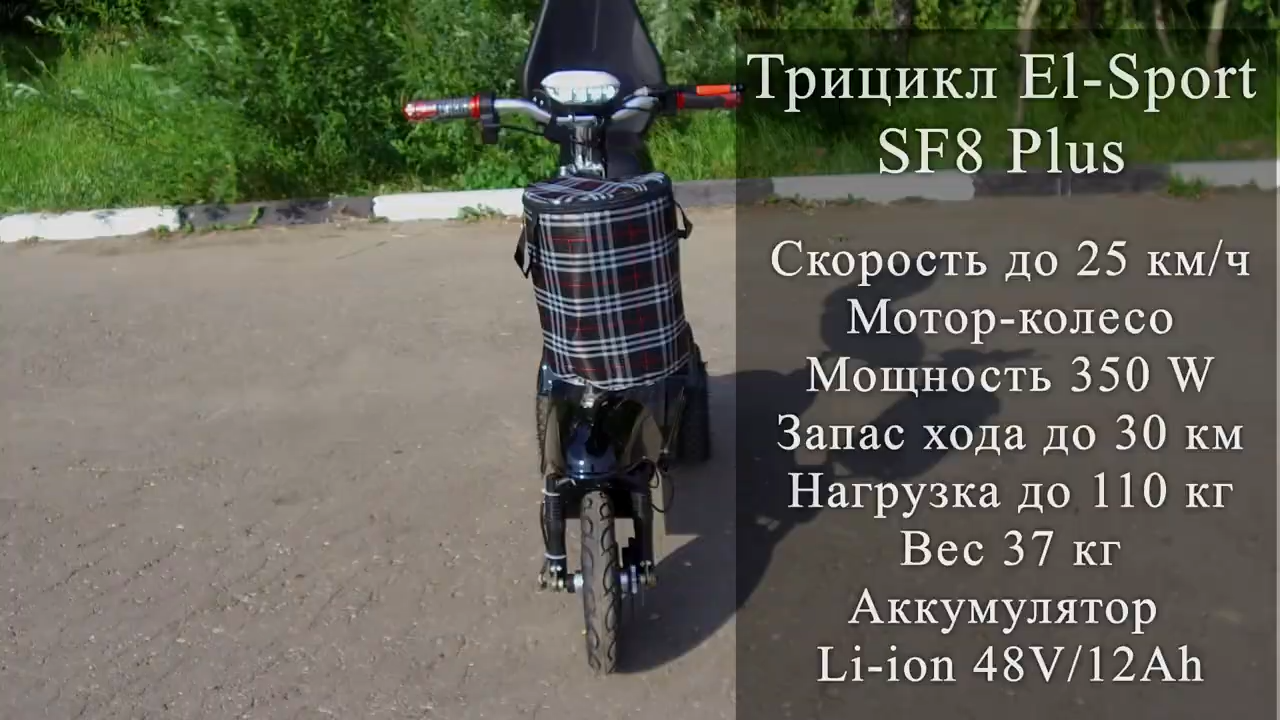 Трицикл El-Sport
SF8 Plus
Скорость до 25 км/ч
Мотор-колесо
Мощность 350 W
Запас хода до 30 км
Нагрузка до 110 кг
Вес 37 кг
Аккумулятор
Li-ion 48V/12Ah